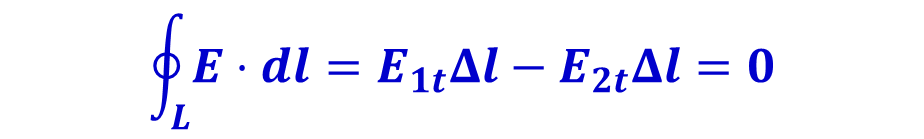 ∮_L E · dl = E_{1t}Δl − E_{2t}Δl = 0